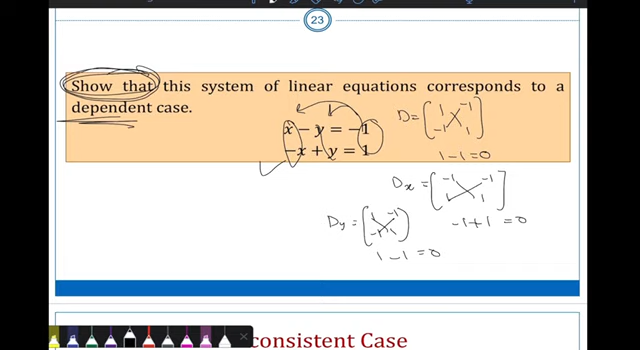 23
Show that this system of linear equations corresponds to a
dependent case.
x − y = −1
−x + y = 1
D = [ 1 −1
−1 1 ]
1 − 1 = 0
Dx = [ −1 −1
1 1 ]
−1 + 1 = 0
Dy = [ 1 −1
−1 1 ]
1 − 1 = 0
consistent Case